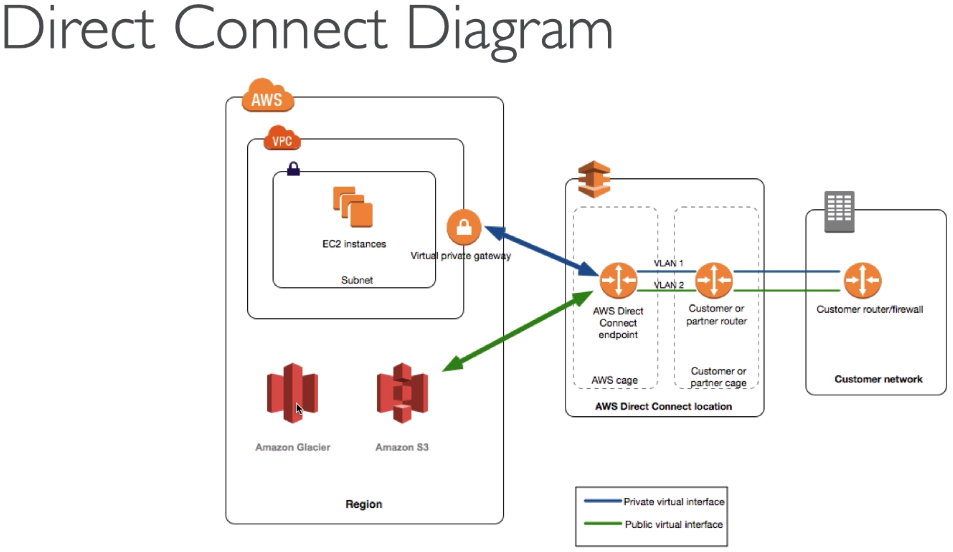 Direct Connect Diagram
AWS
VPC
EC2 instances
Subnet
Virtual private gateway
Amazon Glacier
Amazon S3
Region
VLAN 1
VLAN 2
AWS Direct
Connect
endpoint
AWS cage
Customer or
partner router
Customer or
partner cage
AWS Direct Connect location
Customer router/firewall
Customer network
Private virtual interface
Public virtual interface